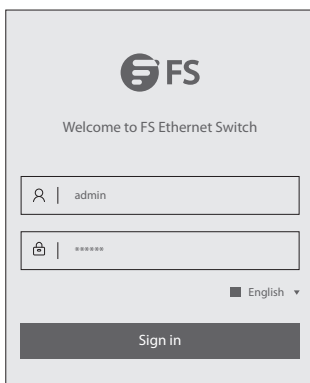 FS
Welcome to FS Ethernet Switch
admin
******
English
Sign in